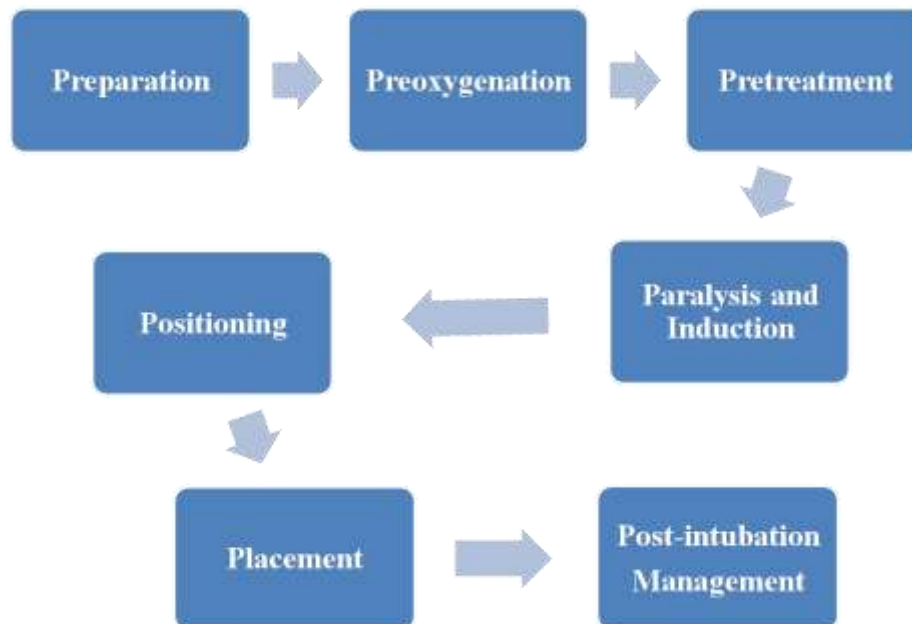 Preparation
Preoxygenation
Pretreatment
Paralysis and
Induction
Positioning
Placement
Post-intubation
Management